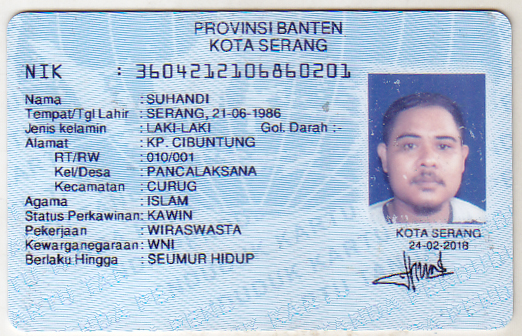 PROVINSI BANTEN
KOTA SERANG
NIK : 3604212106860201
Nama : SUHANDI
Tempat/Tgl Lahir : SERANG, 21-06-1986
Jenis kelamin : LAKI-LAKI Gol. Darah :-
Alamat : KP. CIBUNTUNG
RT/RW : 010/001
Kel/Desa : PANCALAKSANA
Kecamatan : CURUG
Agama : ISLAM
Status Perkawinan: KAWIN
Pekerjaan : WIRASWASTA
Kewarganegaraan: WNI
Berlaku Hingga : SEUMUR HIDUP
KOTA SERANG
24-02-2018